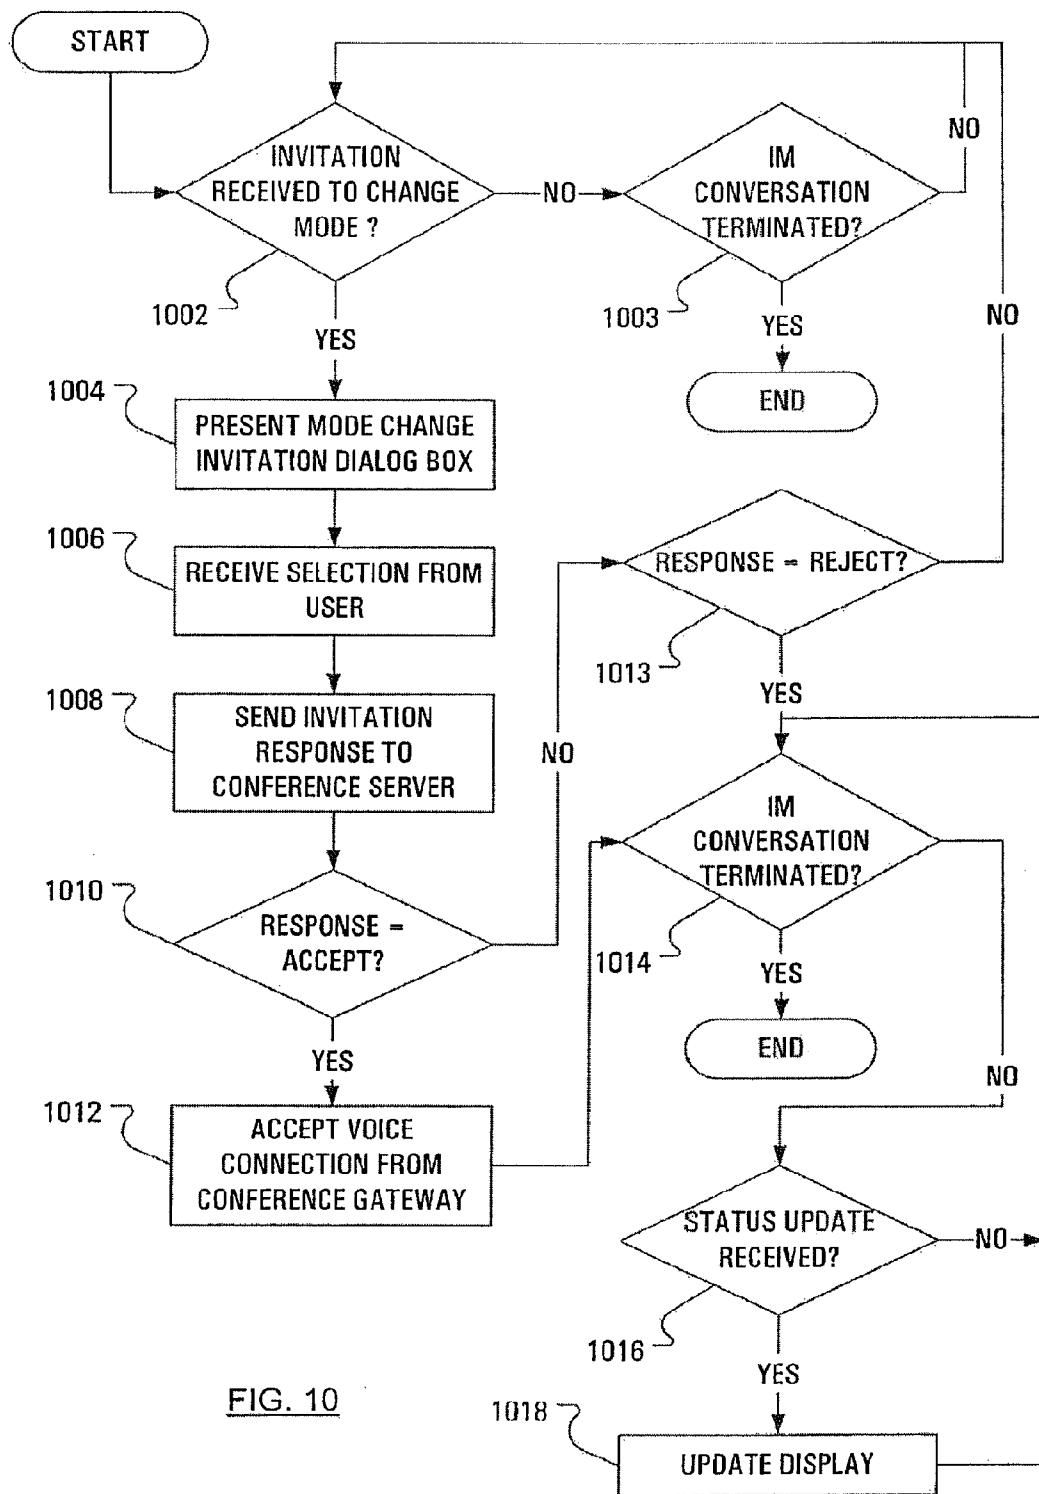 START
INVITATION
RECEIVED TO CHANGE
MODE ?
1002
NO
IM
CONVERSATION
TERMINATED?
1003
NO
YES
END
NO
YES
1004
PRESENT MODE CHANGE
INVITATION DIALOG BOX
1006
RECEIVE SELECTION FROM
USER
1008
SEND INVITATION
RESPONSE TO
CONFERENCE SERVER
1010
RESPONSE =
ACCEPT?
NO
YES
1012
ACCEPT VOICE
CONNECTION FROM
CONFERENCE GATEWAY
RESPONSE = REJECT?
1013
YES
IM
CONVERSATION
TERMINATED?
1014
YES
END
NO
STATUS UPDATE
RECEIVED?
NO
1016
YES
1018
UPDATE DISPLAY
FIG. 10